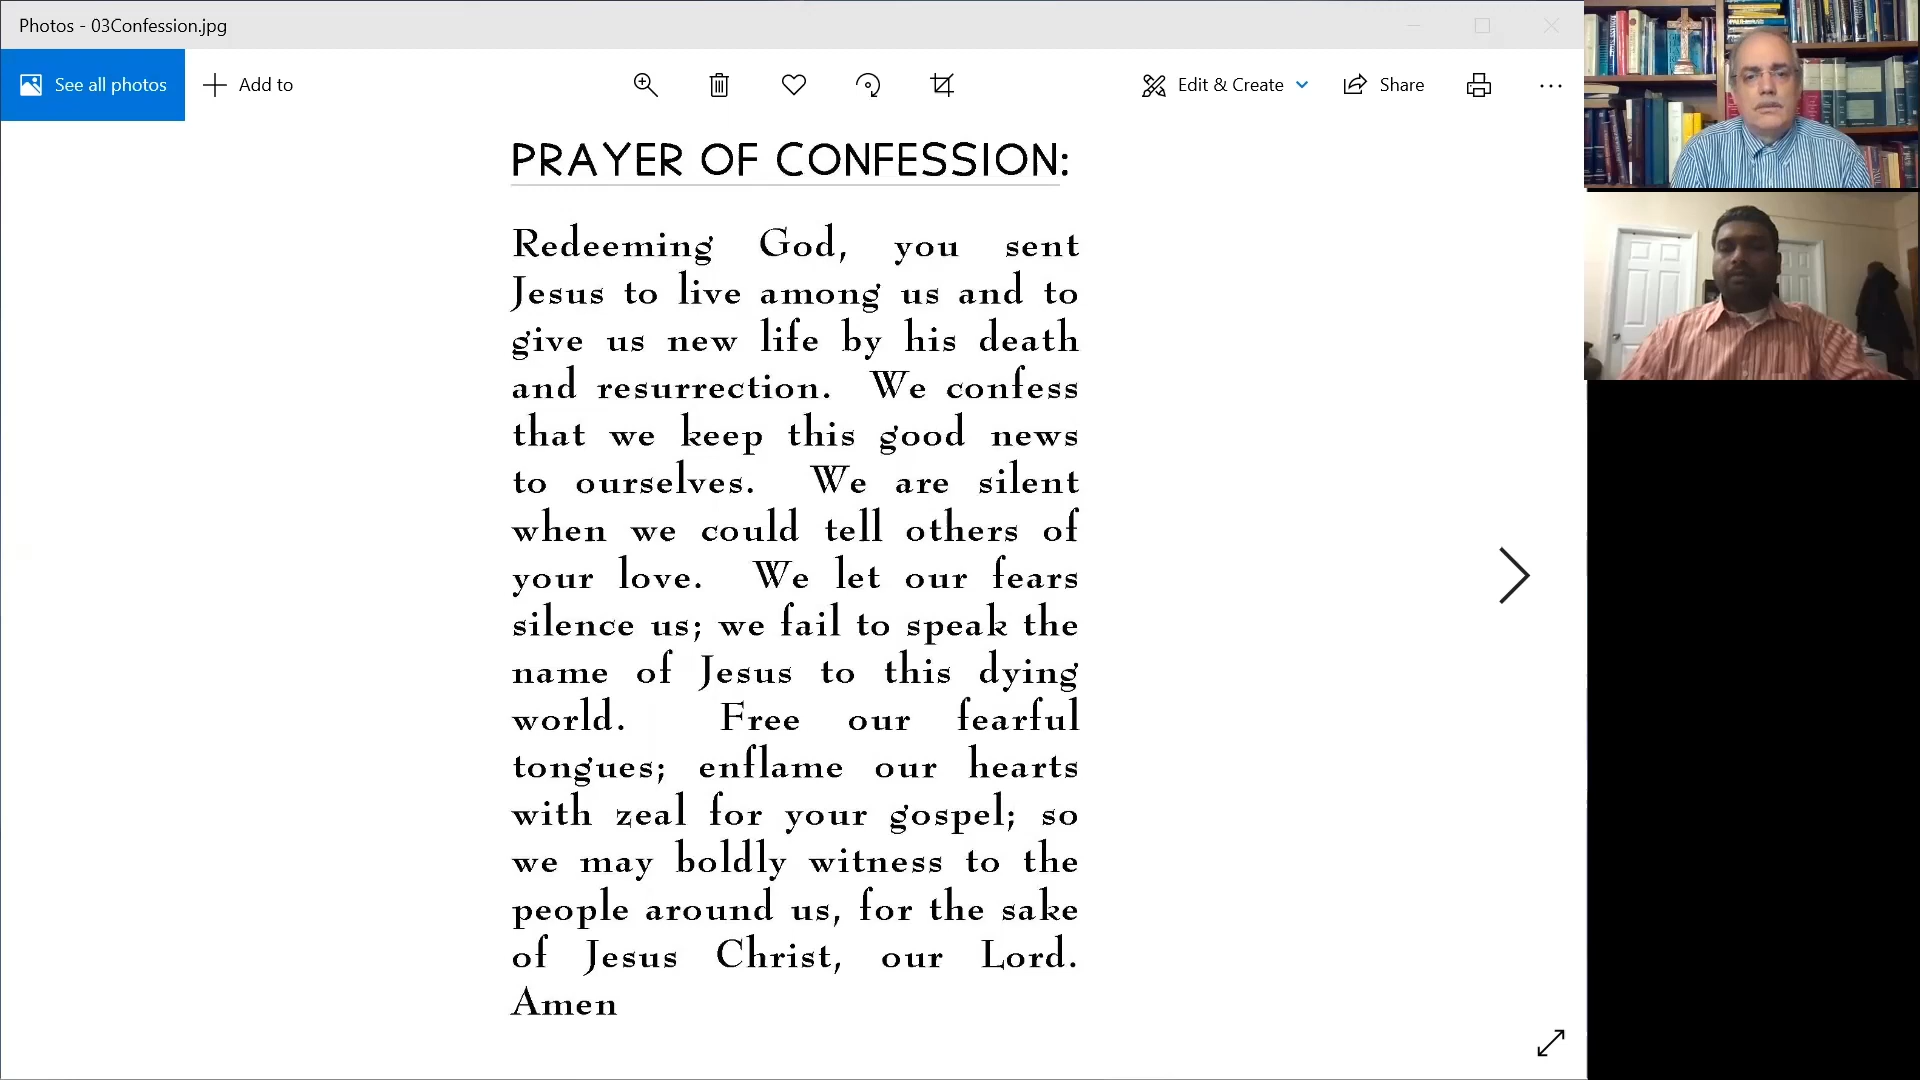 Photos - 03Confession.jpg
See all photos
Add to
Edit & Create
Share
PRAYER OF CONFESSION:
Redeeming God, you sent
Jesus to live among us and to
give us new life by his death
and resurrection. We confess
that we keep this good news
to ourselves. We are silent
when we could tell others of
your love. We let our fears
silence us; we fail to speak the
name of Jesus to this dying
world. Free our fearful
tongues; enflame our hearts
with zeal for your gospel; so
we may boldly witness to the
people around us, for the sake
of Jesus Christ, our Lord.
Amen